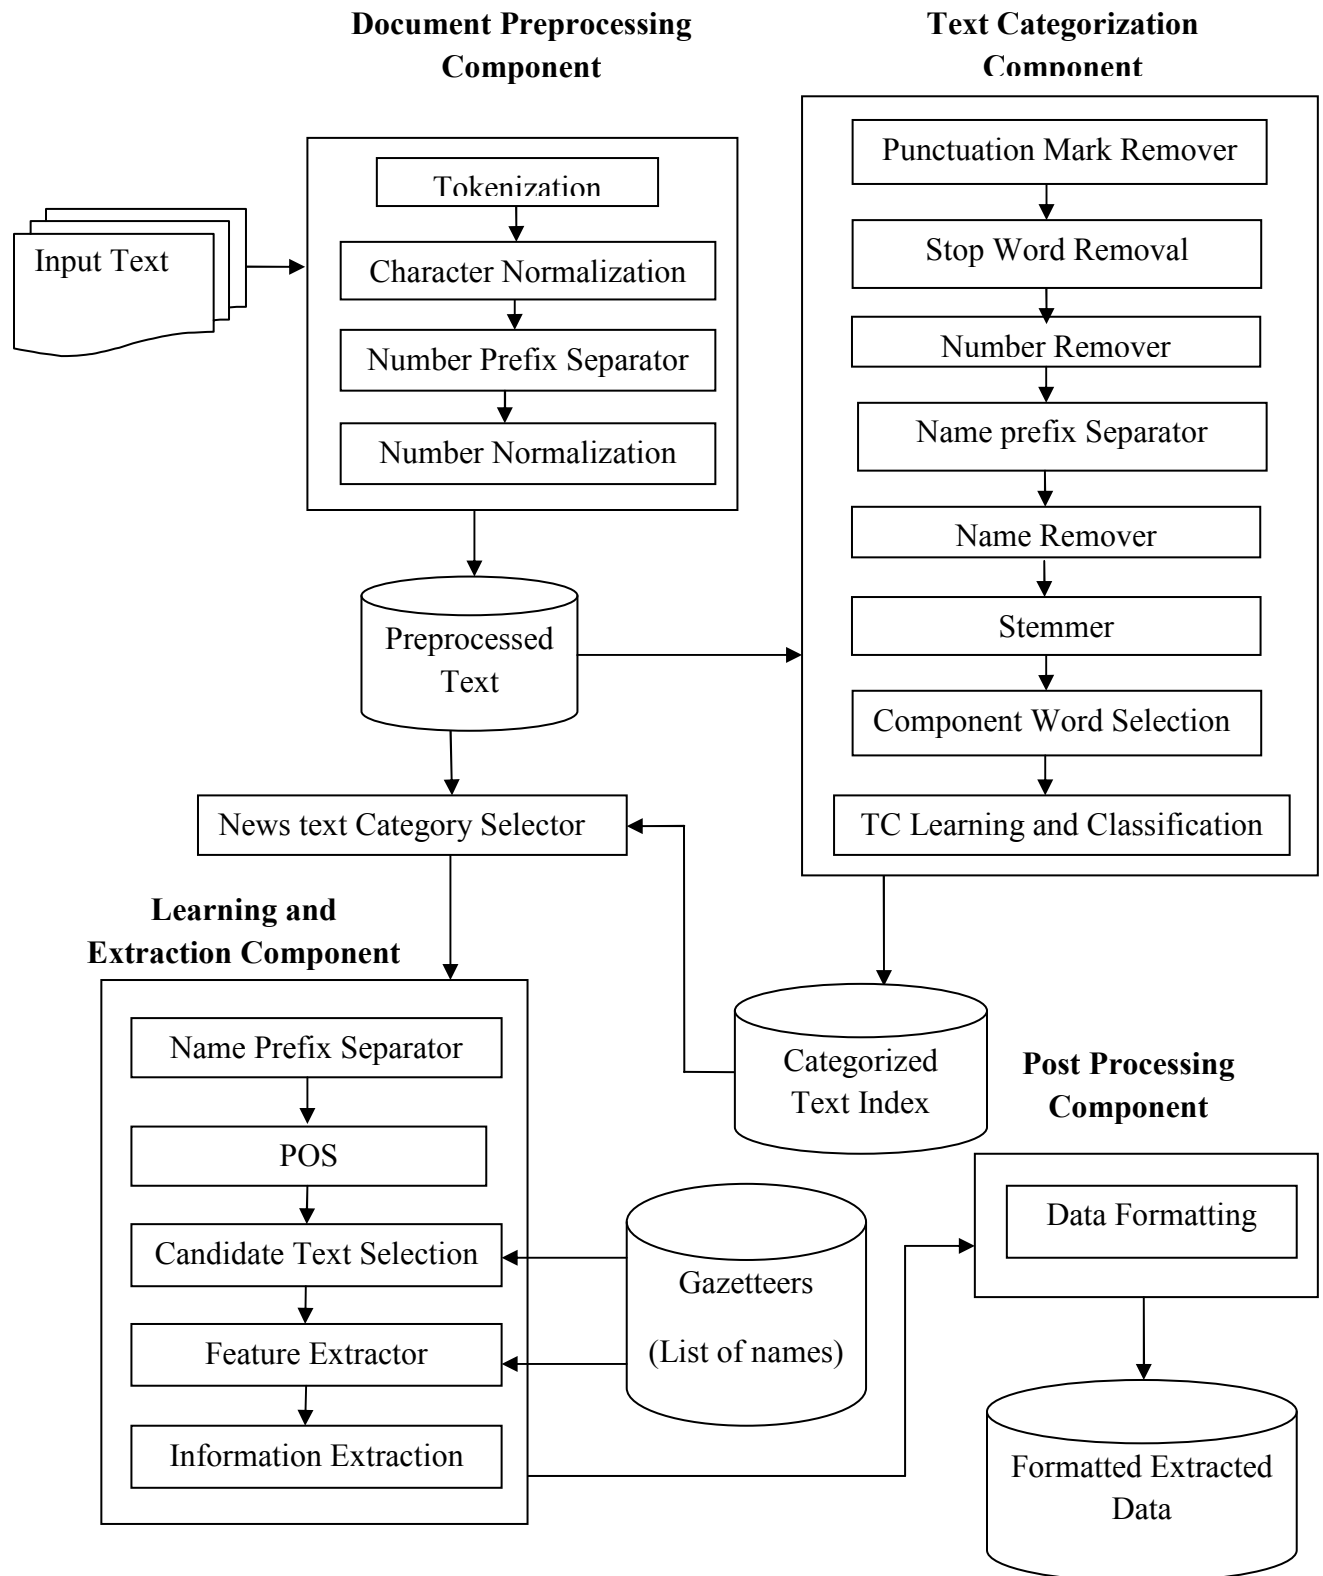 Document Preprocessing
Component
Text Categorization
Component
Input Text
Tokenization
Character Normalization
Number Prefix Separator
Number Normalization
Punctuation Mark Remover
Stop Word Removal
Number Remover
Name prefix Separator
Name Remover
Stemmer
Component Word Selection
TC Learning and Classification
Preprocessed
Text
News text Category Selector
Learning and
Extraction Component
Name Prefix Separator
POS
Candidate Text Selection
Feature Extractor
Information Extraction
Categorized
Text Index
Gazetteers
(List of names)
Post Processing
Component
Data Formatting
Formatted Extracted
Data